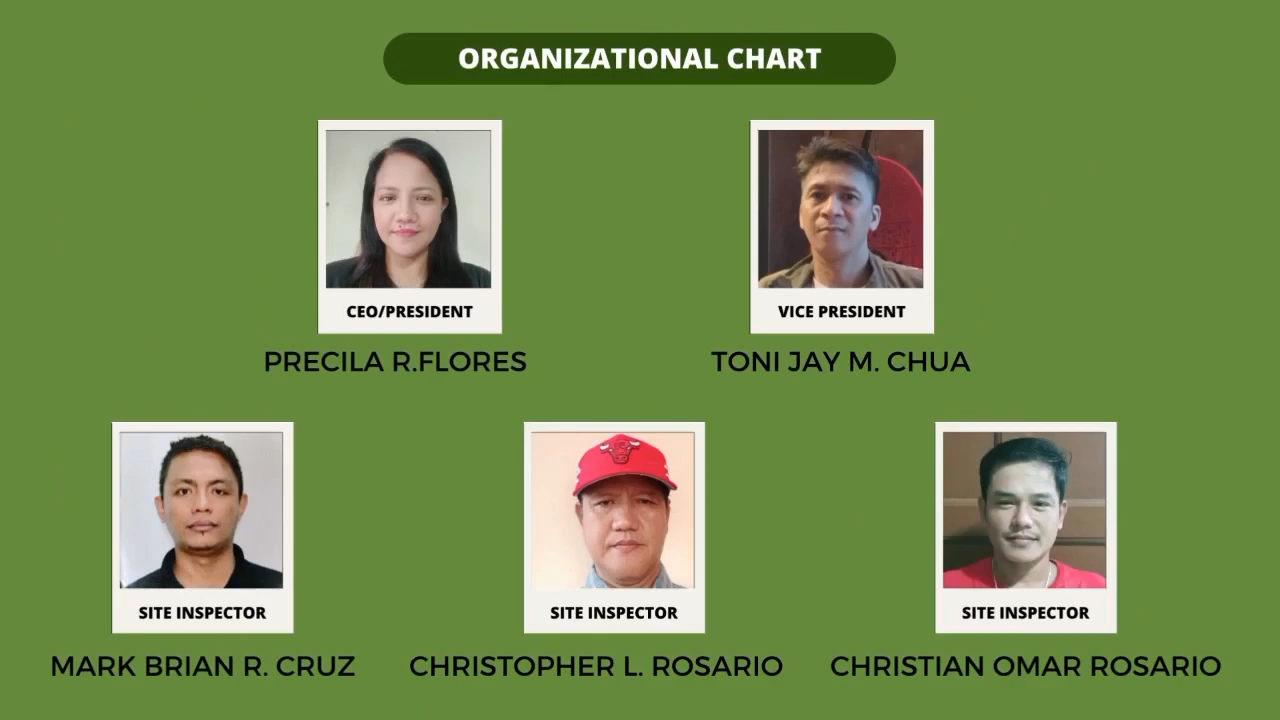 ORGANIZATIONAL CHART
CEO/PRESIDENT
VICE PRESIDENT
PRECILA R.FLORES
TONI JAY M. CHUA
SITE INSPECTOR
SITE INSPECTOR
SITE INSPECTOR
MARK BRIAN R. CRUZ
CHRISTOPHER L. ROSARIO
CHRISTIAN OMAR ROSARIO